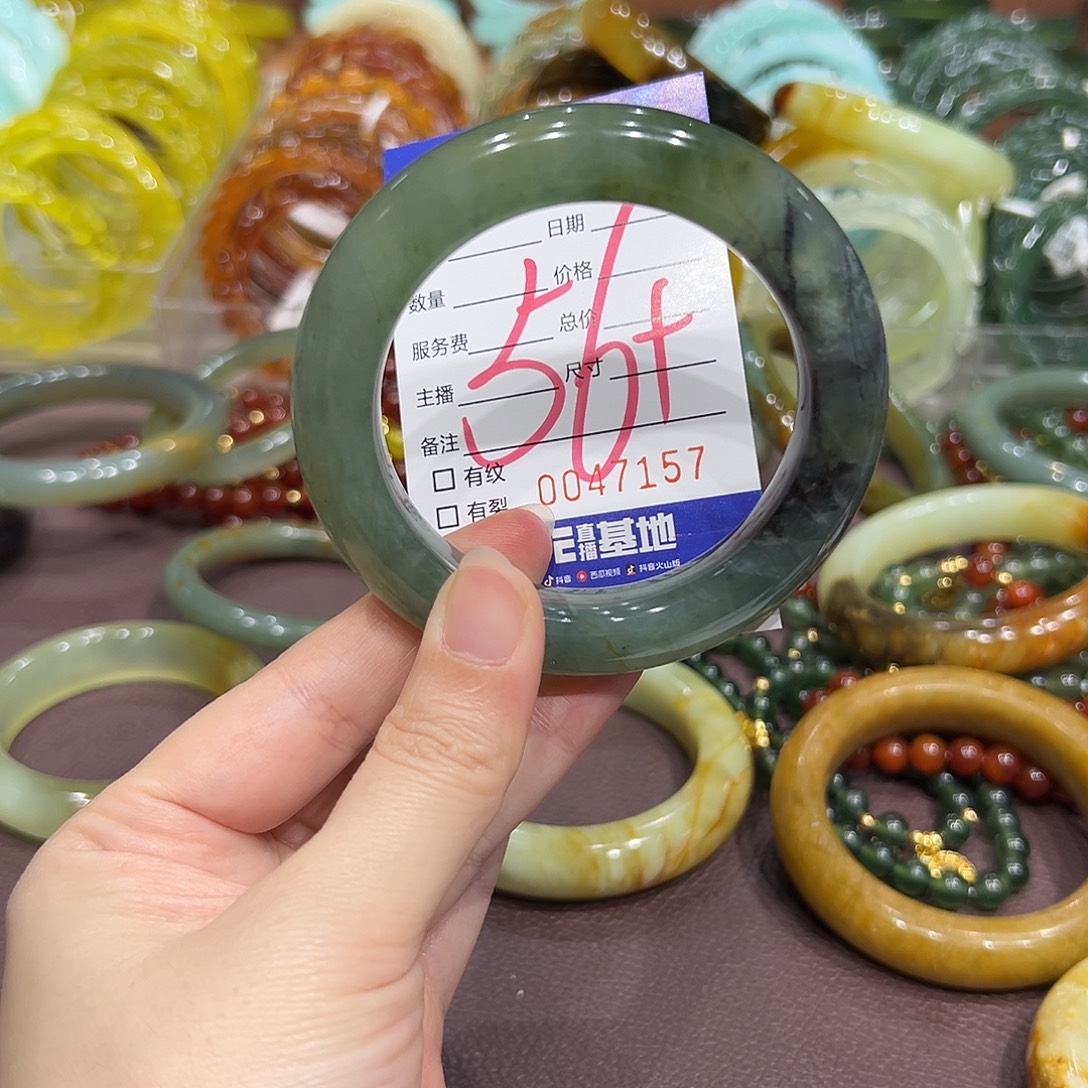 日期
数量
价格
服务费
总价
主播
尺寸
56+
备注
有纹
有裂
0047157
直播基地
抖音 西瓜视频 抖音火山版